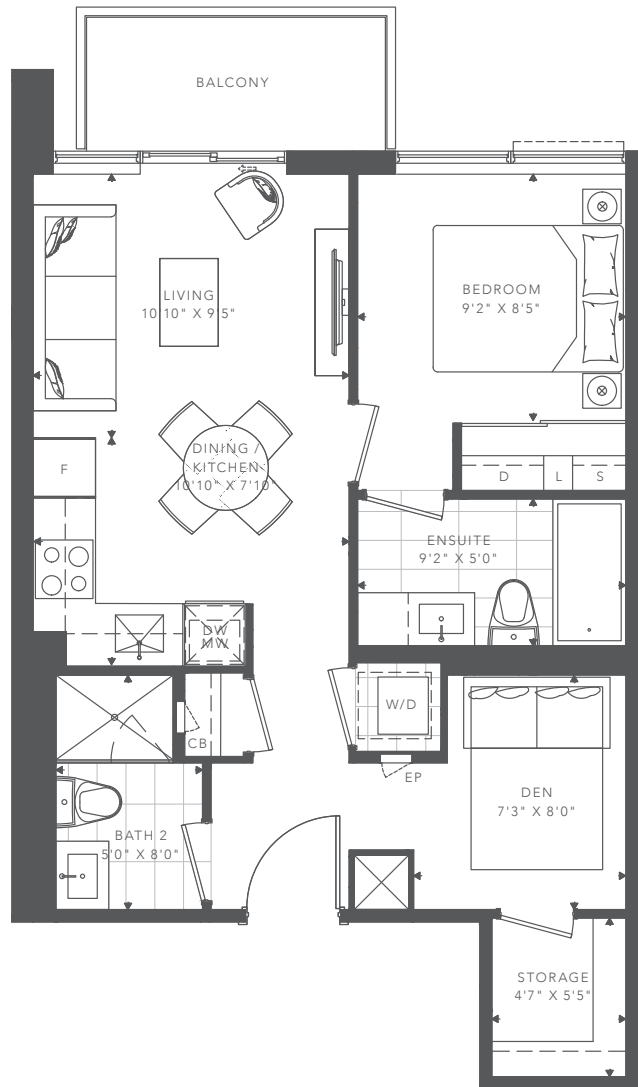 BALCONY
LIVING
10'10" X 9'5"
BEDROOM
9'2" X 8'5"
F
DINING /
KITCHEN
10'10" X 7'10"
D
L
S
ENSUITE
9'2" X 5'0"
DW
MW
W/D
CB
EP
DEN
7'3" X 8'0"
BATH 2
5'0" X 8'0"
STORAGE
4'7" X 5'5"